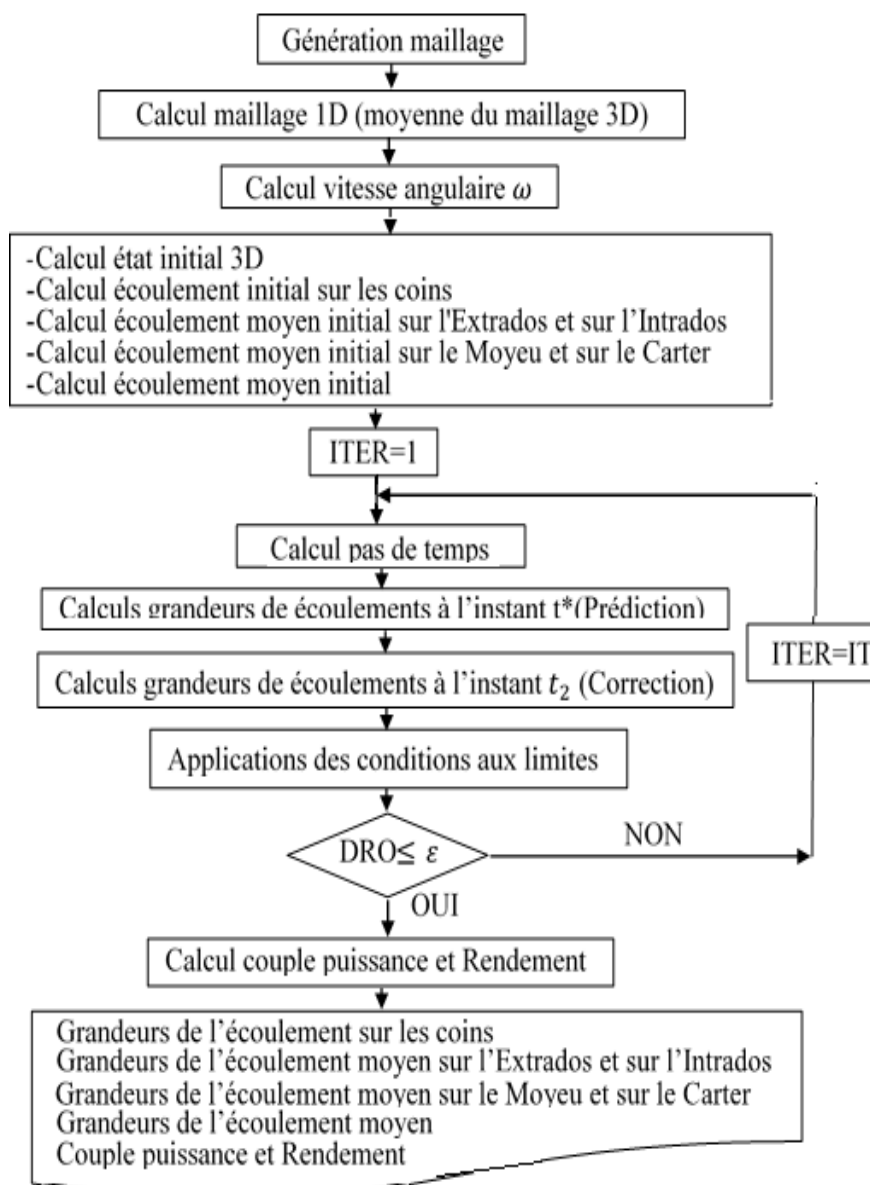 Génération maillage
Calcul maillage 1D (moyenne du maillage 3D)
Calcul vitesse angulaire ω
-Calcul état initial 3D
-Calcul écoulement initial sur les coins
-Calcul écoulement moyen initial sur l'Extrados et sur l’Intrados
-Calcul écoulement moyen initial sur le Moyeu et sur le Carter
-Calcul écoulement moyen initial
ITER=1
Calcul pas de temps
Calculs grandeurs de écoulements à l’instant t*(Prédiction)
ITER=IT
Calculs grandeurs de écoulements à l’instant t₂ (Correction)
Applications des conditions aux limites
DRO≤ ε
NON
OUI
Calcul couple puissance et Rendement
Grandeurs de l’écoulement sur les coins
Grandeurs de l’écoulement moyen sur l’Extrados et sur l’Intrados
Grandeurs de l’écoulement moyen sur le Moyeu et sur le Carter
Grandeurs de l’écoulement moyen
Couple puissance et Rendement